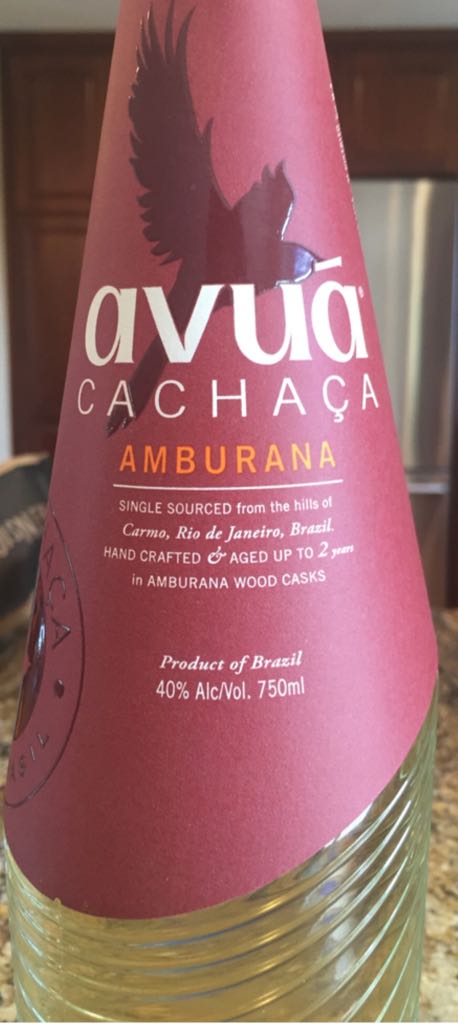 avuá
CACHAÇA
AMBURANA
SINGLE SOURCED from the hills of
Carmo, Rio de Janeiro, Brazil.
HAND CRAFTED & AGED UP TO 2 years
in AMBURANA WOOD CASKS
Product of Brazil
40% Alc/Vol. 750ml